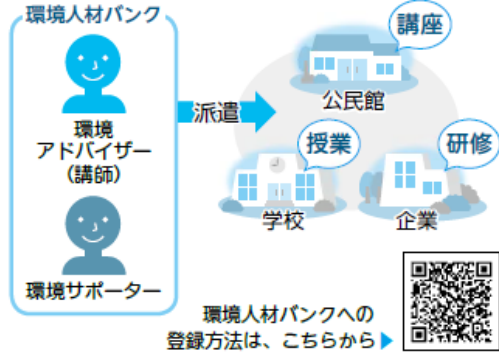 環境人材バンク
環境
アドバイザー
(講師)
環境サポーター
派遣
講座
公民館
授業
学校
研修
企業
環境人材バンクへの
登録方法は、こちらから▶